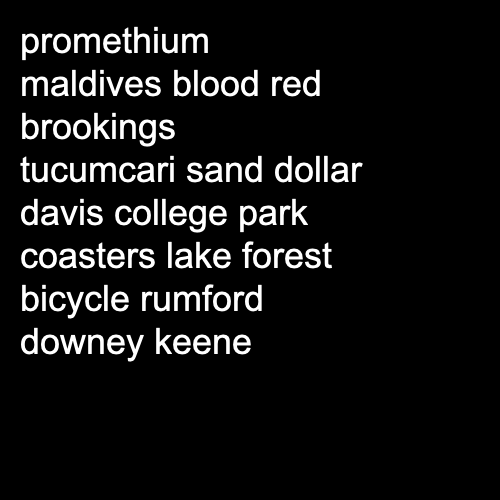 promethium
maldives blood red
brookings
tucumcari sand dollar
davis college park
coasters lake forest
bicycle rumford
downey keene